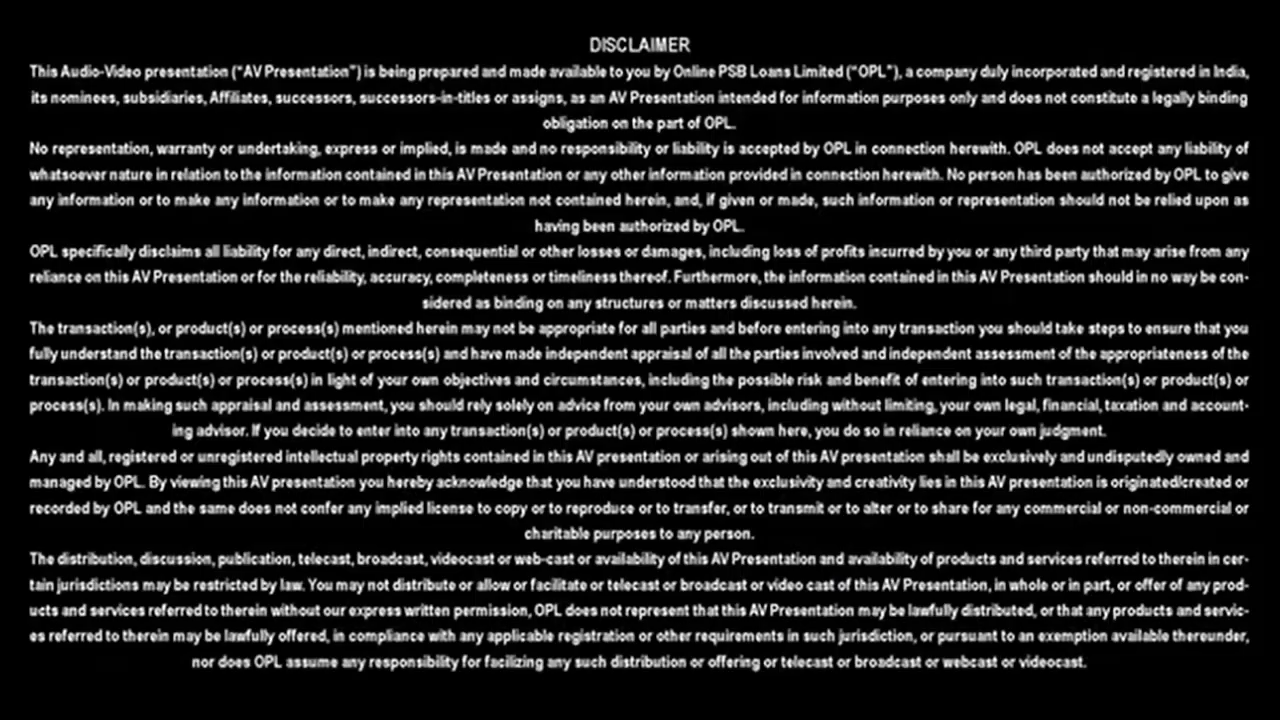 DISCLAIMER
This Audio-Video presentation (“AV Presentation”) is being prepared and made available to you by Online PSB Loans Limited (“OPL”), a company duly incorporated and registered in India,
its nominees, subsidiaries, Affiliates, successors, successors-in-titles or assigns, as an AV Presentation intended for information purposes only and does not constitute a legally binding
obligation on the part of OPL.
No representation, warranty or undertaking, express or implied, is made and no responsibility or liability is accepted by OPL in connection herewith. OPL does not accept any liability of
whatsoever nature in relation to the information contained in this AV Presentation or any other information provided in connection herewith. No person has been authorized by OPL to give
any information or to make any information or to make any representation not contained herein, and, if given or made, such information or representation should not be relied upon as
having been authorized by OPL.
OPL specifically disclaims all liability for any direct, indirect, consequential or other losses or damages, including loss of profits incurred by you or any third party that may arise from any
reliance on this AV Presentation or for the reliability, accuracy, completeness or timeliness thereof. Furthermore, the information contained in this AV Presentation should in no way be con-
sidered as binding on any structures or matters discussed herein.
The transaction(s), or product(s) or process(s) mentioned herein may not be appropriate for all parties and before entering into any transaction you should take steps to ensure that you
fully understand the transaction(s) or product(s) or process(s) and have made independent appraisal of all the parties involved and independent assessment of the appropriateness of the
transaction(s) or product(s) or process(s) in light of your own objectives and circumstances, including the possible risk and benefit of entering into such transaction(s) or product(s) or
process(s). In making such appraisal and assessment, you should rely solely on advice from your own advisors, including without limiting, your own legal, financial, taxation and account-
ing advisor. If you decide to enter into any transaction(s) or product(s) or process(s) shown here, you do so in reliance on your own judgment.
Any and all, registered or unregistered intellectual property rights contained in this AV presentation or arising out of this AV presentation shall be exclusively and undisputedly owned and
managed by OPL. By viewing this AV presentation you hereby acknowledge that you have understood that the exclusivity and creativity lies in this AV presentation is originated/created or
recorded by OPL and the same does not confer any implied license to copy or to reproduce or to transfer, or to transmit or to alter or to share for any commercial or non-commercial or
charitable purposes to any person.
The distribution, discussion, publication, telecast, broadcast, videocast or web-cast or availability of this AV Presentation and availability of products and services referred to therein in cer-
tain jurisdictions may be restricted by law. You may not distribute or allow or facilitate or telecast or broadcast or video cast of this AV Presentation, in whole or in part, or offer of any prod-
ucts and services referred to therein without our express written permission, OPL does not represent that this AV Presentation may be lawfully distributed, or that any products and servic-
es referred to therein may be lawfully offered, in compliance with any applicable registration or other requirements in such jurisdiction, or pursuant to an exemption available thereunder,
nor does OPL assume any responsibility for facilizing any such distribution or offering or telecast or broadcast or webcast or videocast.